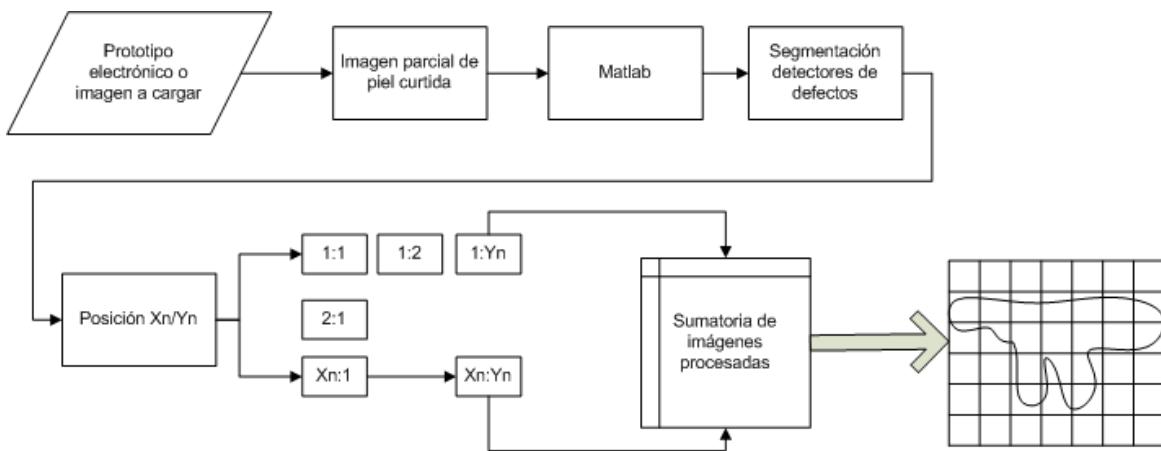 Prototipo
electrónico o
imagen a cargar
Imagen parcial de
piel curtida
Matlab
Segmentación
detectores de
defectos
Posición Xn/Yn
1:1
1:2
1:Yn
2:1
Xn:1
Xn:Yn
Sumatoria de
imágenes
procesadas